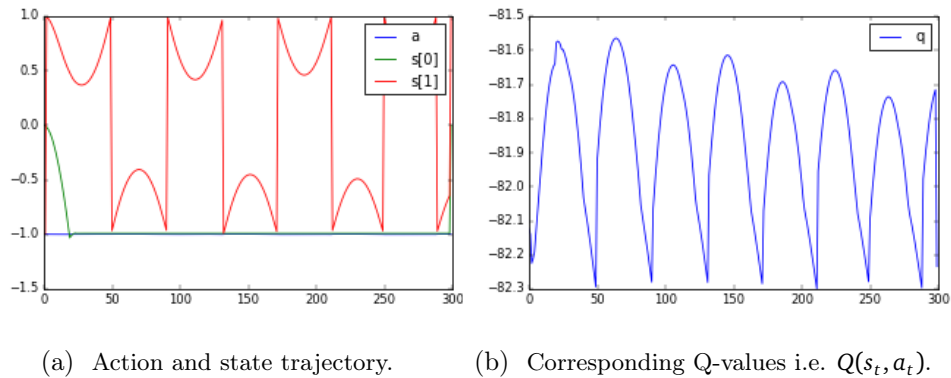 1.0
0.5
0.0
−0.5
−1.0
−1.5
0 50 100 150 200 250 300
a
s[0]
s[1]
−81.5
−81.6
−81.7
−81.8
−81.9
−82.0
−82.1
−82.2
−82.3
0 50 100 150 200 250 300
q
(a) Action and state trajectory.
(b) Corresponding Q-values i.e. Q(s_t, a_t).